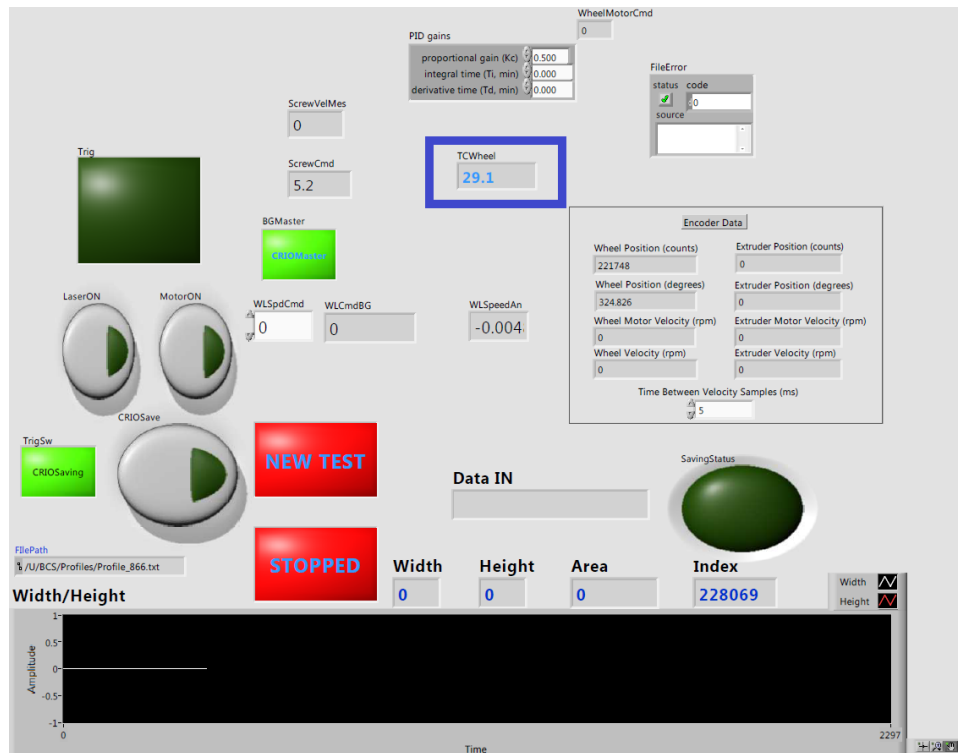 WheelMotorCmd
0
PID gains
proportional gain (Kc) 0.500
integral time (Ti, min) 0.000
derivative time (Td, min) 0.000
FileError
status code
0
source
ScrewVelMes
0
Trig
ScrewCmd
5.2
TCWheel
29.1
BGMaster
CRIOMaster
Encoder Data
Wheel Position (counts) Extruder Position (counts)
221748 0
Wheel Position (degrees) Extruder Position (degrees)
324.826 0
Wheel Motor Velocity (rpm) Extruder Motor Velocity (rpm)
0 0
Wheel Velocity (rpm) Extruder Velocity (rpm)
0 0
Time Between Velocity Samples (ms)
5
LaserON MotorON
WLSpdCmd WLCmdBG WLSpeedAn
0 0 -0.004
CRIOSave
TrigSw
CRIOSaving
NEW TEST
Data IN
SavingStatus
FIlePath
/U/BCS/Profiles/Profile_866.txt
STOPPED
Width Height Area Index
0 0 0 228069
Width
Height
Width/Height
1
0.5
0
-0.5
-1
Amplitude
0 2297
Time